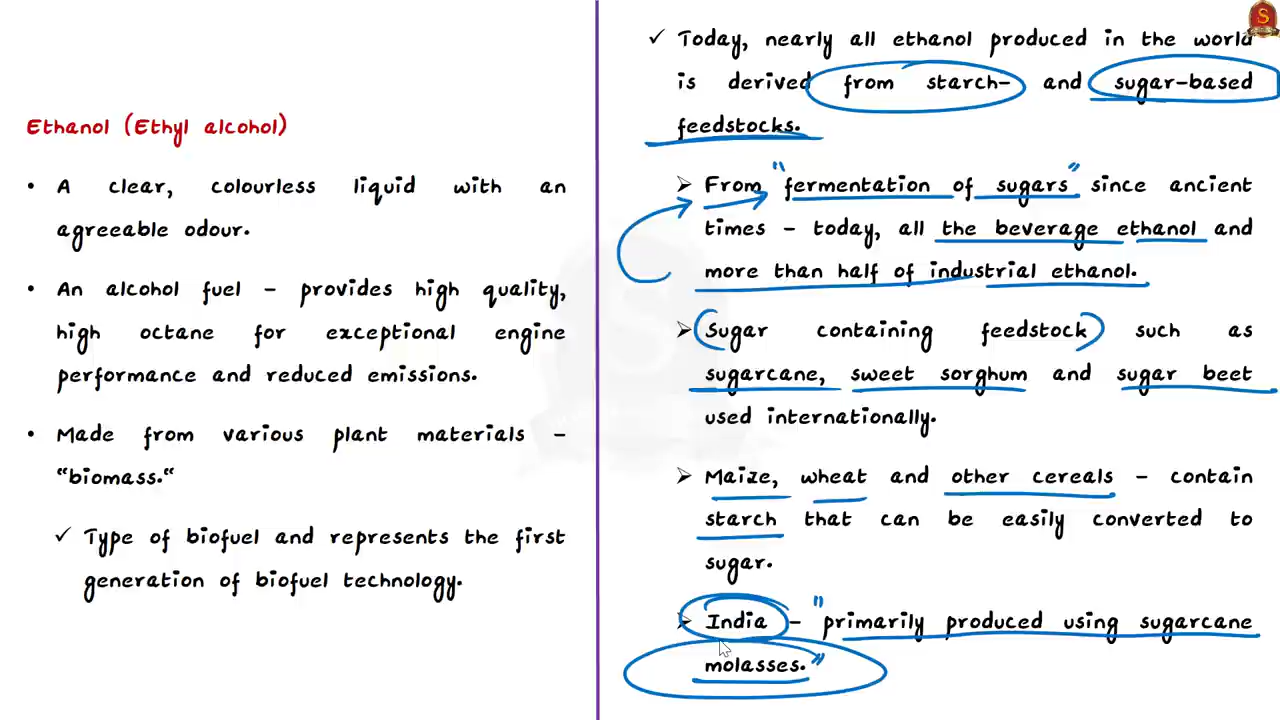 Ethanol (Ethyl alcohol)
• A clear, colourless liquid with an
agreeable odour.
• An alcohol fuel – provides high quality,
high octane for exceptional engine
performance and reduced emissions.
• Made from various plant materials –
“biomass.“
✓ Type of biofuel and represents the first
generation of biofuel technology.
✓ Today, nearly all ethanol produced in the world
is derived from starch- and sugar-based
feedstocks.
➢ From "fermentation of sugars" since ancient
times – today, all the beverage ethanol and
more than half of industrial ethanol.
➢ (Sugar containing feedstock) such as
sugarcane, sweet sorghum and sugar beet
used internationally.
➢ Maize, wheat and other cereals – contain
starch that can be easily converted to
sugar.
➢ India – "primarily produced using sugarcane
molasses."
S
S